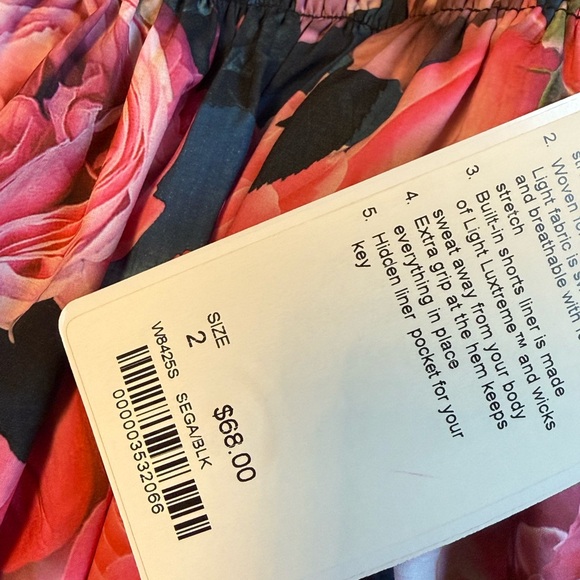 2. Woven
Light fabric is
and breathable with
stretch
3. Built-in shorts liner is made
of Light Luxtreme™ and wicks
sweat away from your body
4. Extra grip at the hem keeps
everything in place
5. Hidden liner pocket for your
key
SIZE
2
$68.00
W8425S SEGA/BLK
000003532066